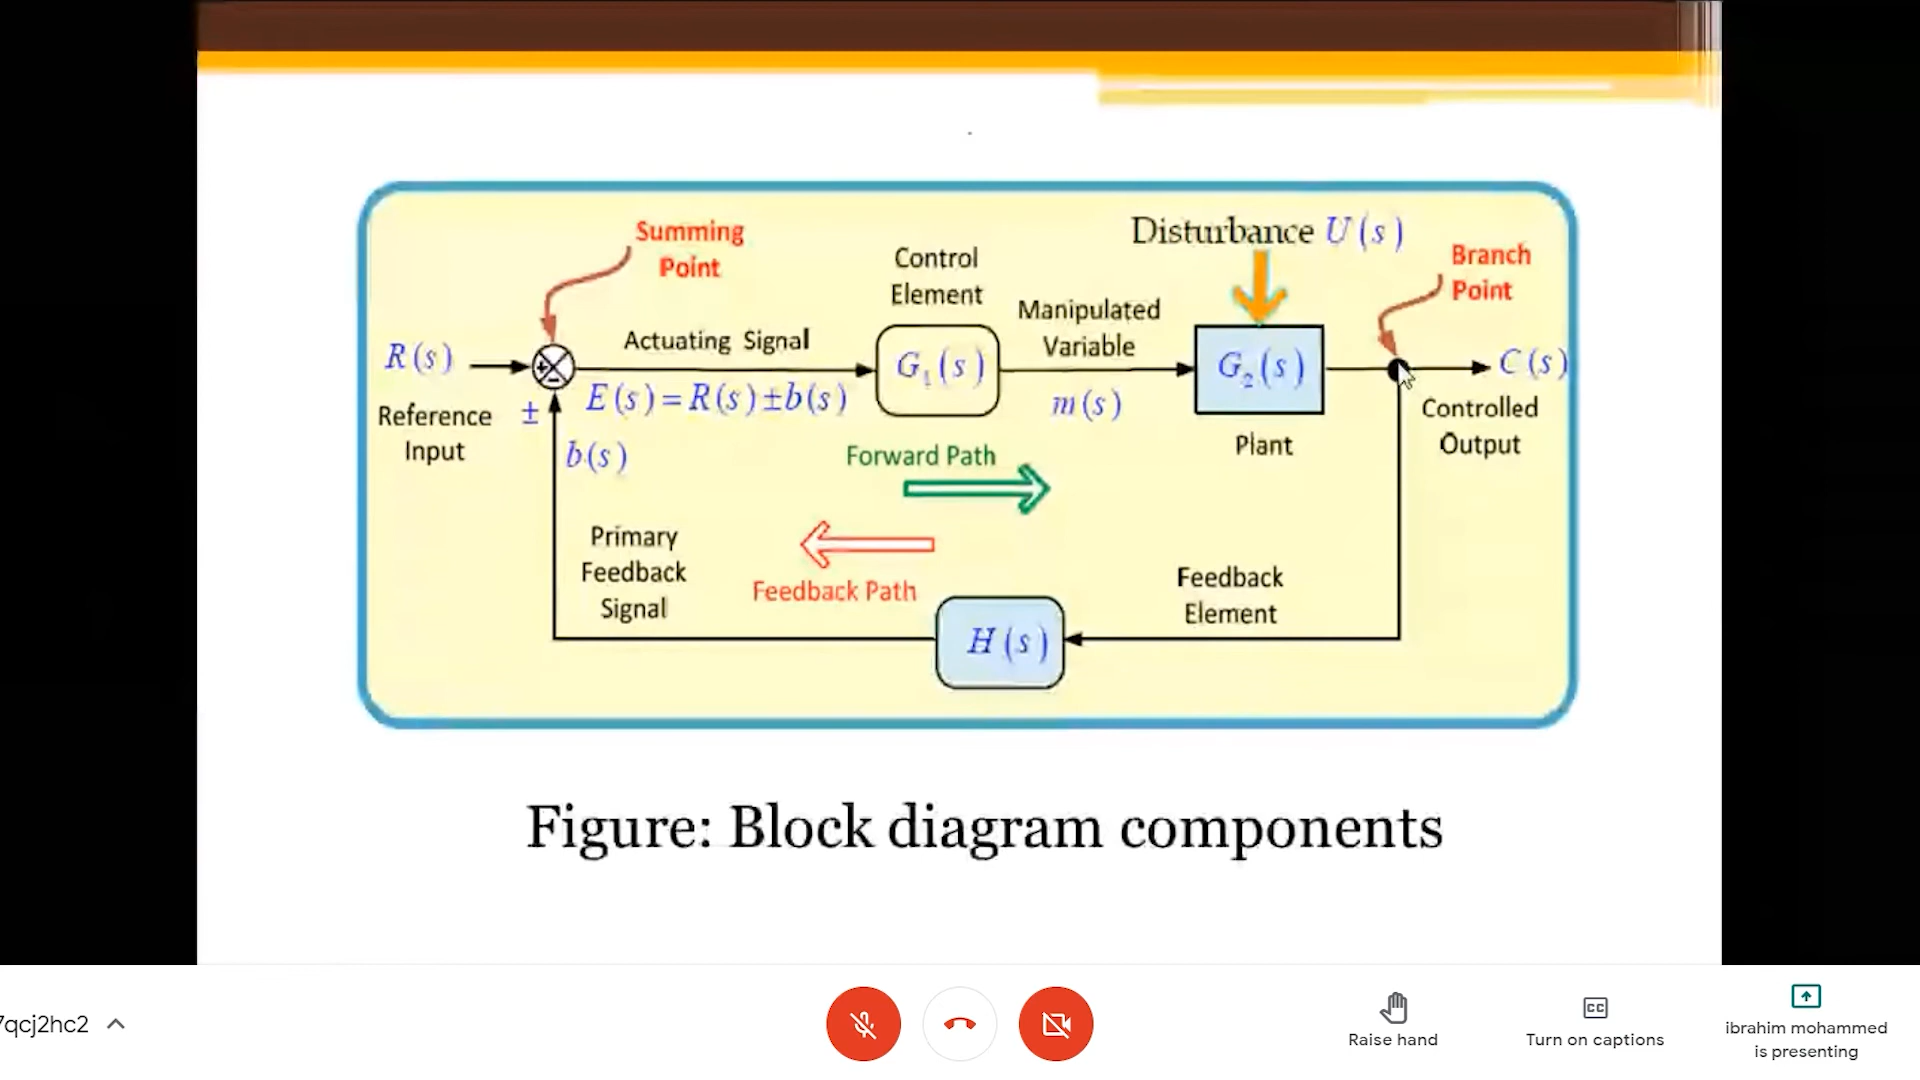 Summing
Point
Control
Element
Disturbance U(s)
Branch
Point
Manipulated
Variable
Actuating Signal
R(s)
G₁(s)
G₂(s)
C(s)
+
-
E(s)=R(s)±b(s)
m(s)
Reference
Input
±
b(s)
Controlled
Output
Plant
Forward Path
Primary
Feedback
Signal
Feedback Path
Feedback
Element
H(s)
Figure: Block diagram components
7qcj2hc2
Raise hand
CC
Turn on captions
ibrahim mohammed
is presenting